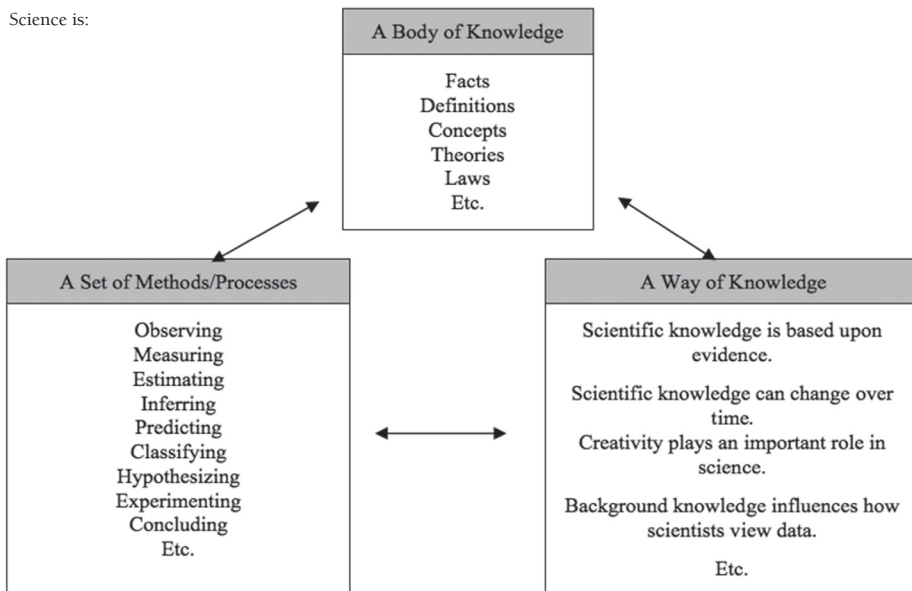 Science is:
A Body of Knowledge
Facts
Definitions
Concepts
Theories
Laws
Etc.
A Set of Methods/Processes
Observing
Measuring
Estimating
Inferring
Predicting
Classifying
Hypothesizing
Experimenting
Concluding
Etc.
A Way of Knowledge
Scientific knowledge is based upon
evidence.
Scientific knowledge can change over
time.
Creativity plays an important role in
science.
Background knowledge influences how
scientists view data.
Etc.